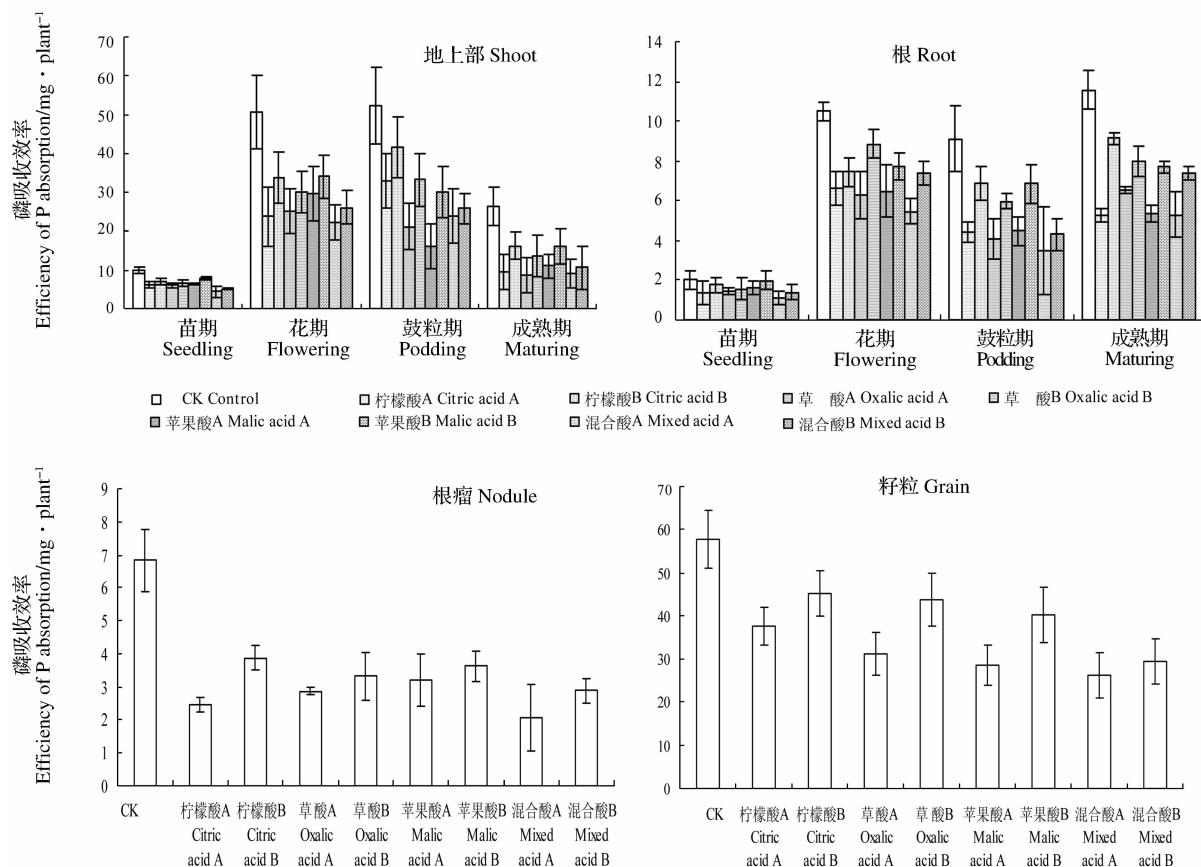 磷吸收效率
Efficiency of P absorption/mg·plant⁻¹
地上部 Shoot
70
60
50
40
30
20
10
0
苗期 花期 鼓粒期 成熟期
Seedling Flowering Podding Maturing
根 Root
14
12
10
8
6
4
2
0
苗期 花期 鼓粒期 成熟期
Seedling Flowering Podding Maturing
CK Control 柠檬酸A Citric acid A 柠檬酸B Citric acid B 草 酸A Oxalic acid A 草 酸B Oxalic acid B
苹果酸A Malic acid A 苹果酸B Malic acid B 混合酸A Mixed acid A 混合酸B Mixed acid B
磷吸收效率
Efficiency of P absorption/mg·plant⁻¹
根瘤 Nodule
9
8
7
6
5
4
3
2
1
0
CK 柠檬酸A 柠檬酸B 草酸A 草酸B 苹果酸A 苹果酸B 混合酸A 混合酸B
Citric Citric Oxalic Oxalic Malic Malic Mixed Mixed
acid A acid B acid A acid B acid A acid B acid A acid B
籽粒 Grain
70
60
50
40
30
20
10
0
CK 柠檬酸A 柠檬酸B 草酸A 草酸B 苹果酸A 苹果酸B 混合酸A 混合酸B
Citric Citric Oxalic Oxalic Malic Malic Mixed Mixed
acid A acid B acid A acid B acid A acid B acid A acid B